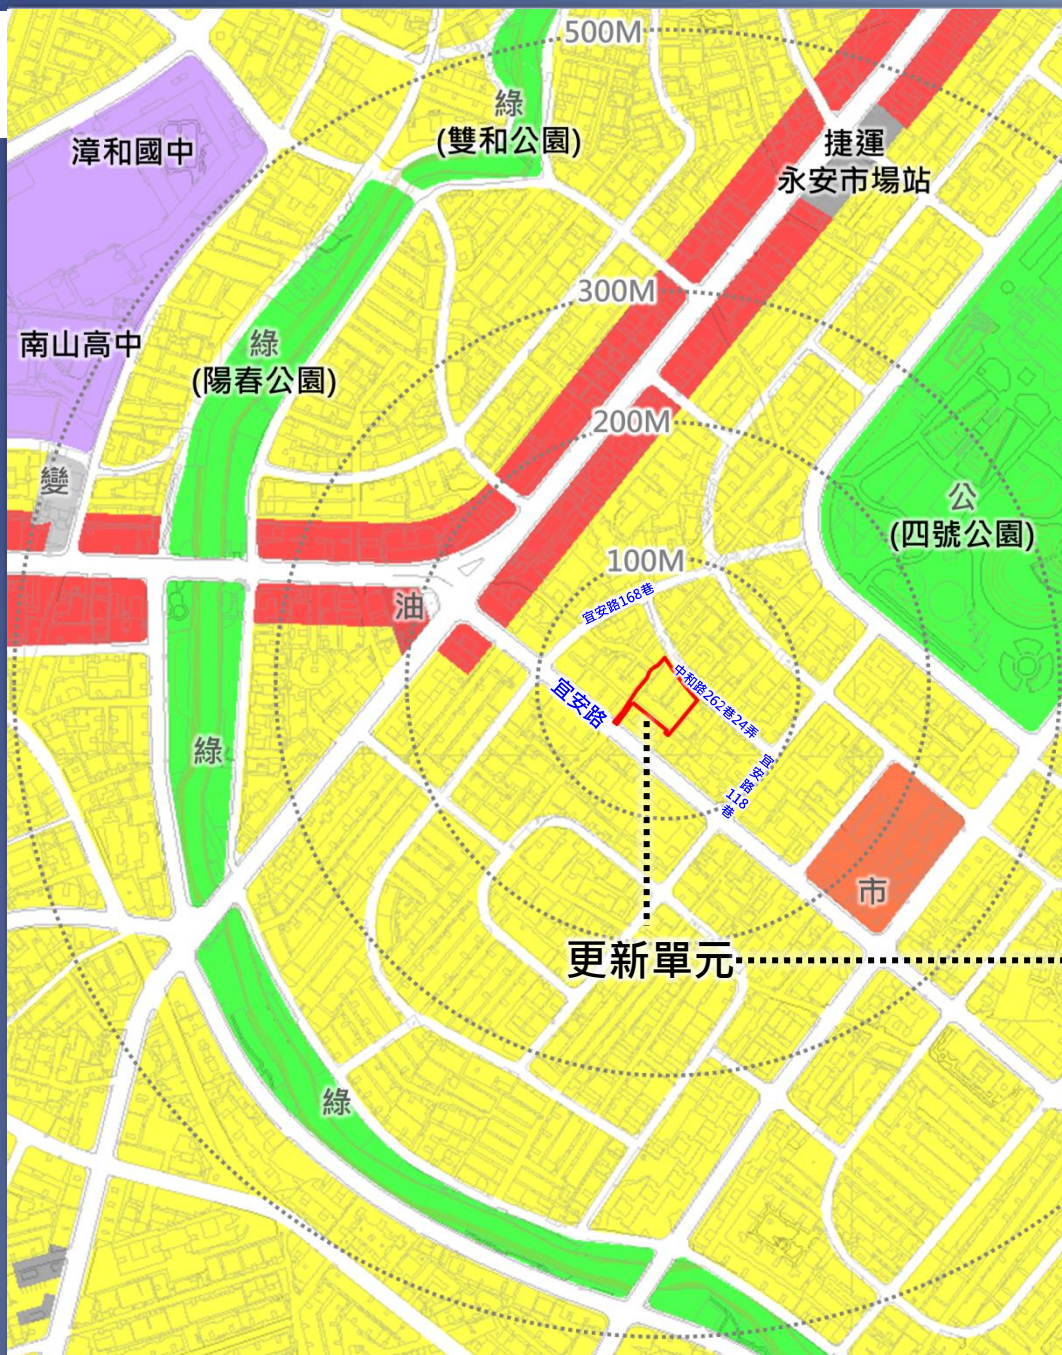 500M
綠
(雙和公園)
漳和國中
捷運
永安市場站
300M
南山高中
綠
(陽春公園)
200M
變
公
(四號公園)
100M
油
宜安路168巷
中和路262巷24弄
宜安路
宜安路118巷
綠
市
更新單元
綠